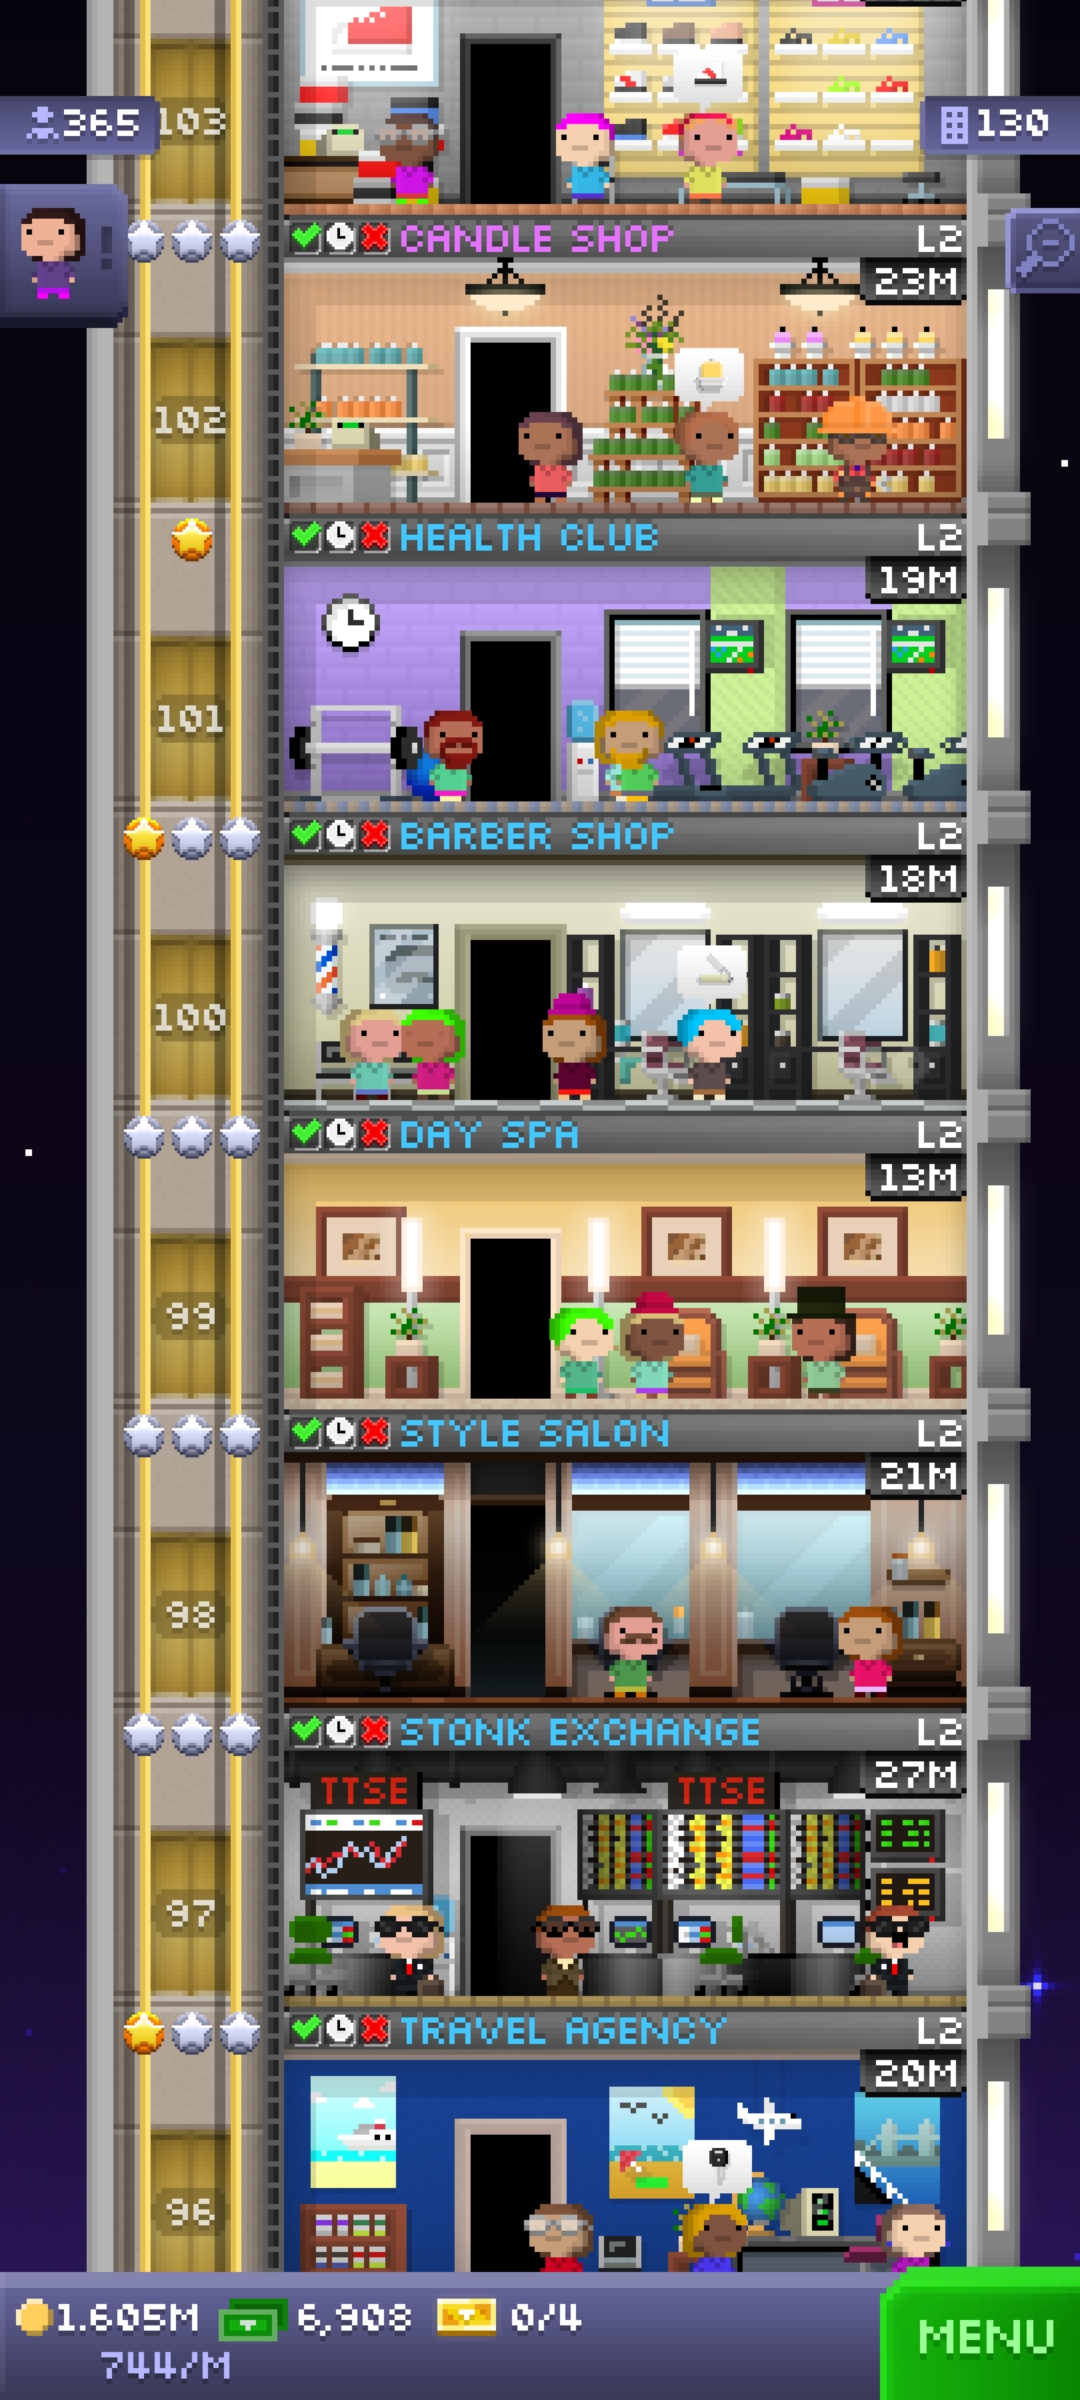 365
103
130
CANDLE SHOP L2
23M
102
HEALTH CLUB L2
19M
101
BARBER SHOP L2
18M
100
DAY SPA L2
13M
99
STYLE SALON L2
21M
98
STONK EXCHANGE L2
27M
TTSE TTSE
97
TRAVEL AGENCY L2
20M
96
1.605M 6,908 0/4
MENU
744/M